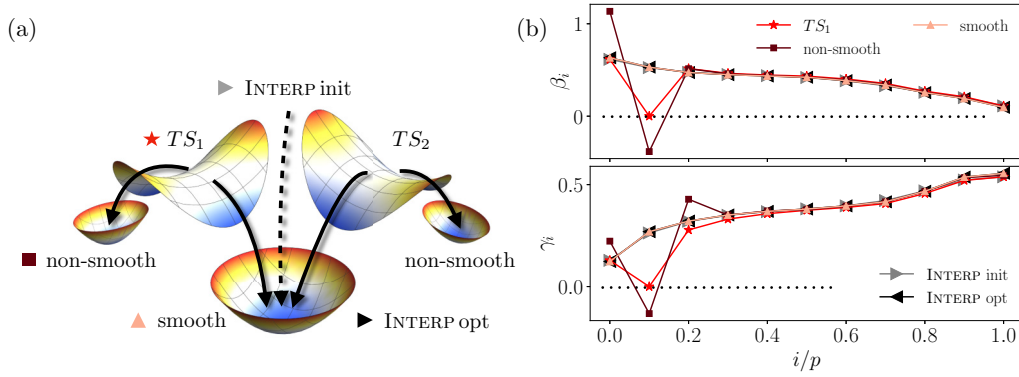 (a)
INTERP init
TS₁
TS₂
non-smooth
non-smooth
smooth
INTERP opt
(b)
TS₁
smooth
non-smooth
1
0
βᵢ
0.5
0.0
γᵢ
INTERP init
INTERP opt
0.0 0.2 0.4 0.6 0.8 1.0
i/p